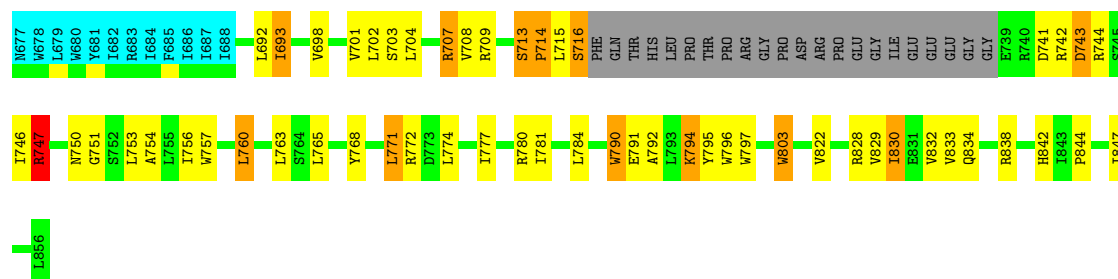 N677 W678 L679 W680 Y681 I682 R683 I684 F685 I686 I687 I688 L692 I693 V698 V701 L702 S703 L704 R707 V708 R709 S713 P714 L715 S716 PHE GLN THR HIS LEU PRO THR PRO ARG GLY PRO ASP ARG PRO GLU GLY ILE GLU GLU GLU GLY GLY E739 R740 D741 R742 D743 R744 S745
I746 R747 N750 G751 S752 L753 A754 L755 I756 W757 L760 L763 S764 L765 Y768 L771 R772 D773 L774 I777 R780 I781 L784 W790 E791 A792 L793 K794 Y795 W796 W797 W803 V822 R828 V829 I830 E831 V832 V833 Q834 R838 H842 I843 P844 I847
L856